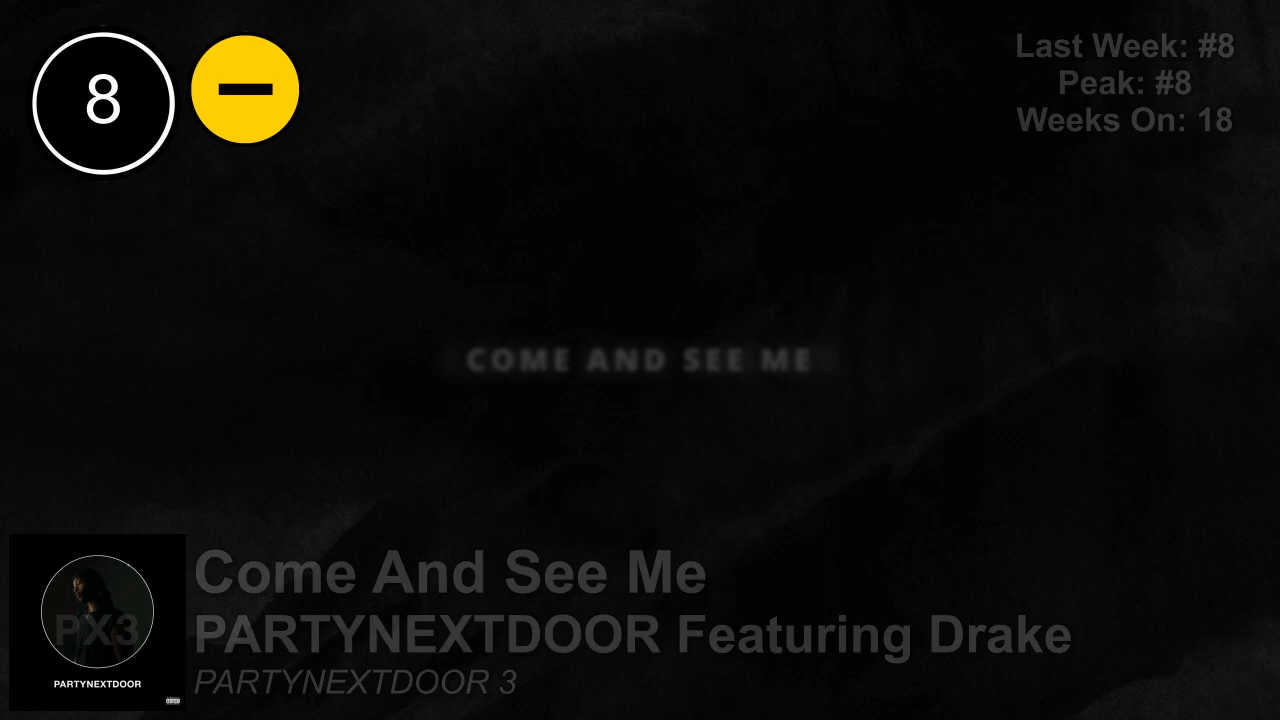 8
Last Week: #8
Peak: #8
Weeks On: 18
COME AND SEE ME
PX3
PARTYNEXTDOOR
Come And See Me
PARTYNEXTDOOR Featuring Drake
PARTYNEXTDOOR 3